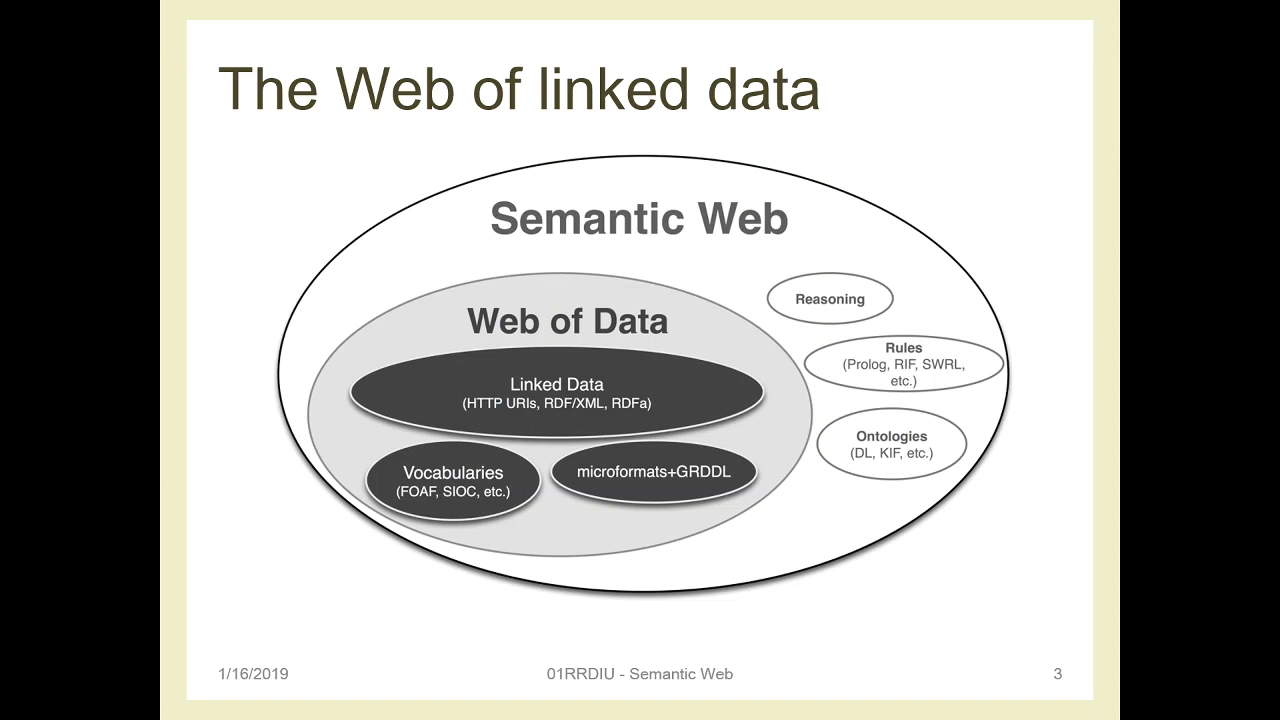 The Web of linked data
Semantic Web
Web of Data
Linked Data
(HTTP URIs, RDF/XML, RDFa)
Vocabularies
(FOAF, SIOC, etc.)
microformats+GRDDL
Reasoning
Rules
(Prolog, RIF, SWRL,
etc.)
Ontologies
(DL, KIF, etc.)
1/16/2019
01RRDIU - Semantic Web
3